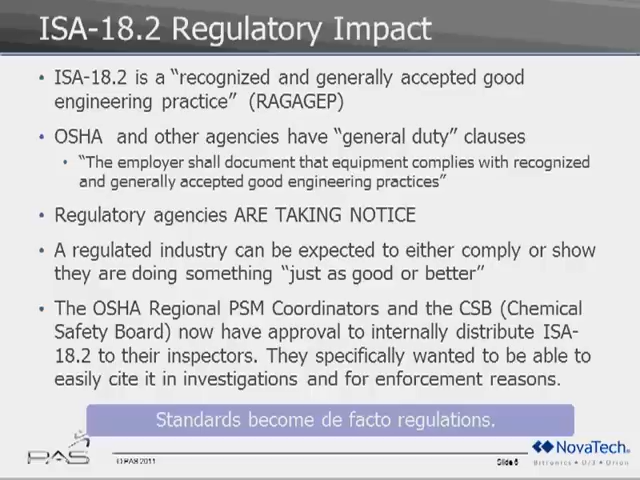 ISA-18.2 Regulatory Impact
• ISA-18.2 is a “recognized and generally accepted good
engineering practice” (RAGAGEP)
• OSHA and other agencies have “general duty” clauses
• “The employer shall document that equipment complies with recognized
and generally accepted good engineering practices”
• Regulatory agencies ARE TAKING NOTICE
• A regulated industry can be expected to either comply or show
they are doing something “just as good or better”
• The OSHA Regional PSM Coordinators and the CSB (Chemical
Safety Board) now have approval to internally distribute ISA-
18.2 to their inspectors. They specifically wanted to be able to
easily cite it in investigations and for enforcement reasons.
Standards become de facto regulations.
PAS
© PAS 2011
Slide 6
NovaTech
Bitronics • D/3 • Orion